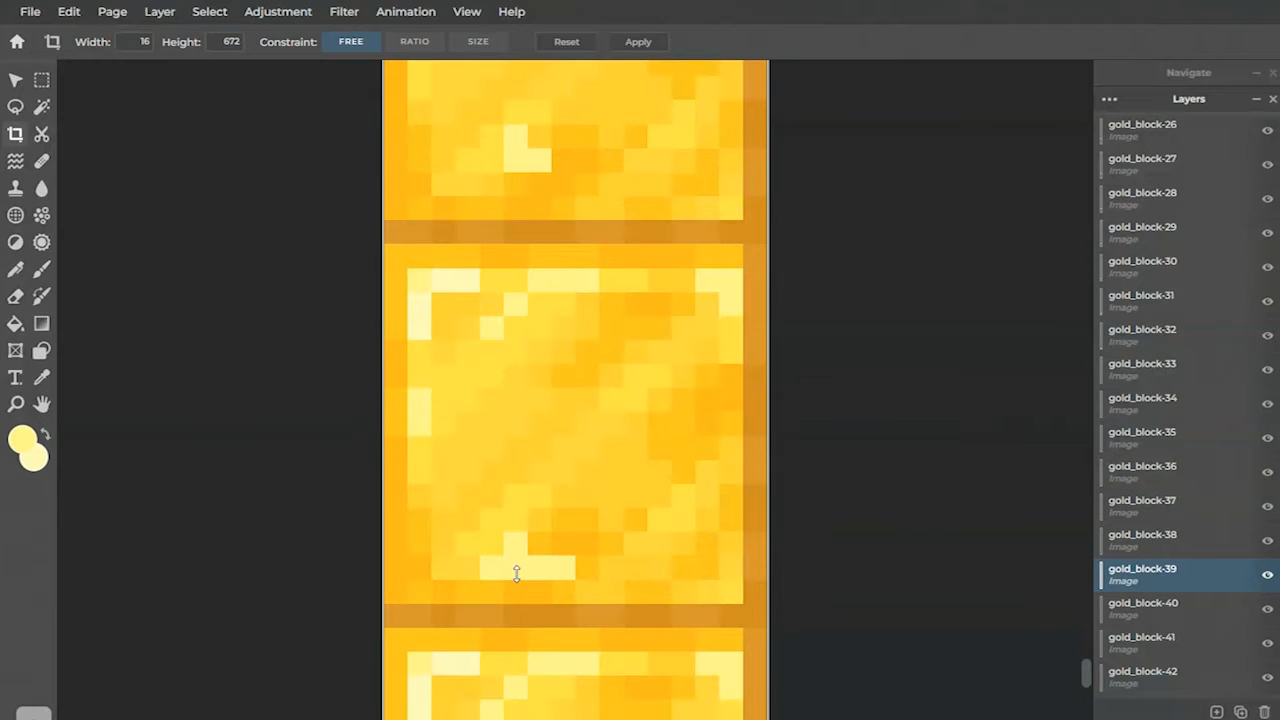 File Edit Page Layer Select Adjustment Filter Animation View Help
Width: 16 Height: 672 Constraint: FREE RATIO SIZE Reset Apply
Navigate
Layers
gold_block-26
Image
gold_block-27
Image
gold_block-28
Image
gold_block-29
Image
gold_block-30
Image
gold_block-31
Image
gold_block-32
Image
gold_block-33
Image
gold_block-34
Image
gold_block-35
Image
gold_block-36
Image
gold_block-37
Image
gold_block-38
Image
gold_block-39
Image
gold_block-40
Image
gold_block-41
Image
gold_block-42
Image